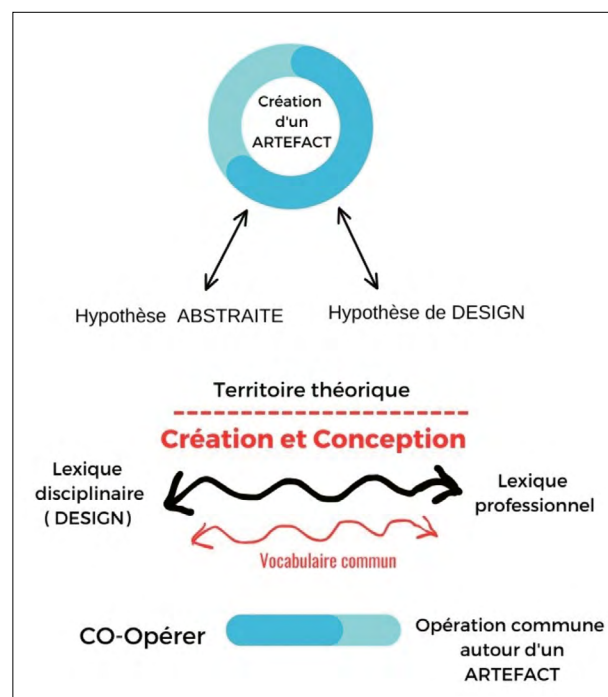 Création
d'un
ARTEFACT
Hypothèse ABSTRAITE
Hypothèse de DESIGN
Territoire théorique
Création et Conception
Lexique
disciplinaire
( DESIGN)
Lexique
professionnel
Vocabulaire commun
CO-Opérer
Opération commune
autour d'un
ARTEFACT